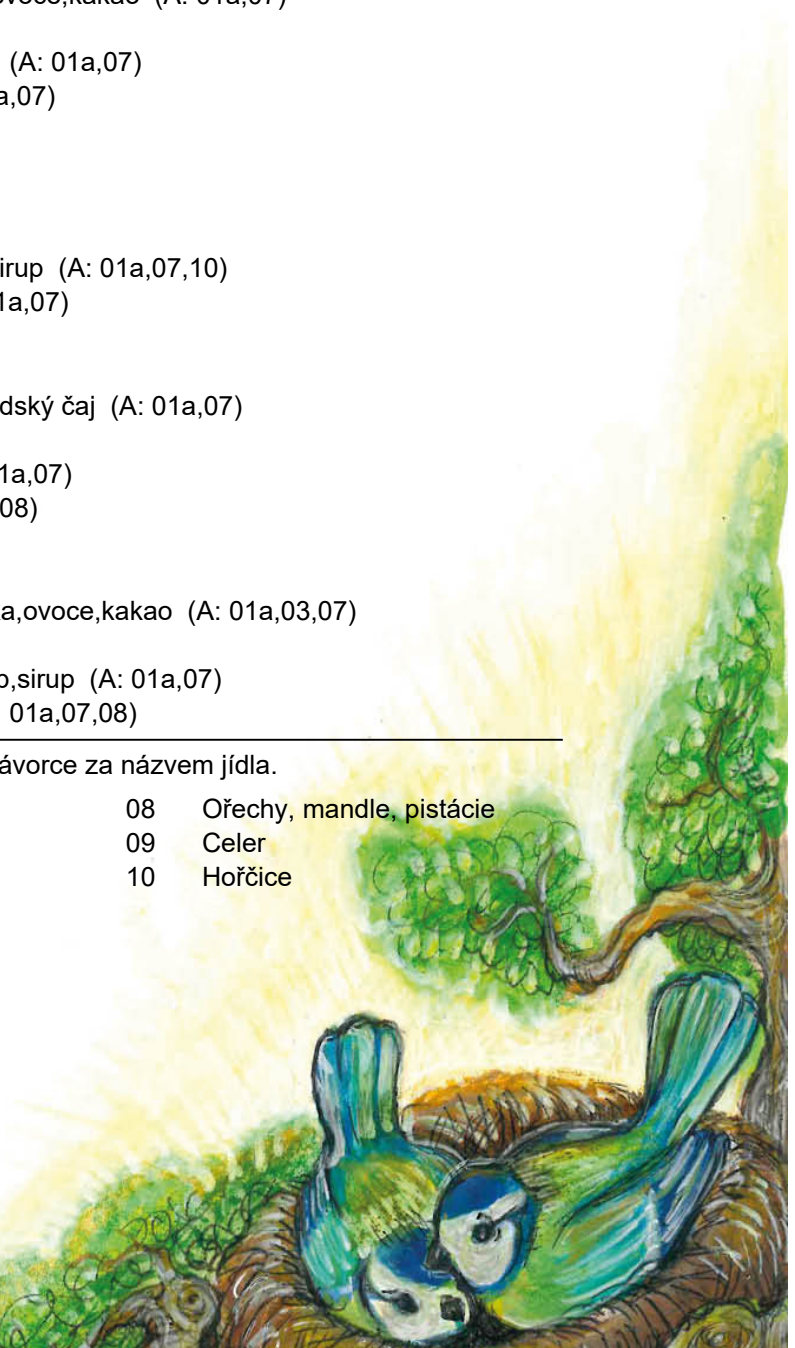 (A: 01a,07)
(A: 01a,07)
a,07)
irup (A: 01a,07,10)
1a,07)
dský čaj (A: 01a,07)
1a,07)
08)
a,ovoce,kakao (A: 01a,03,07)
o,sirup (A: 01a,07)
01a,07,08)
ávorce za názvem jídla.
08 Ořechy, mandle, pistácie
09 Celer
10 Hořčice